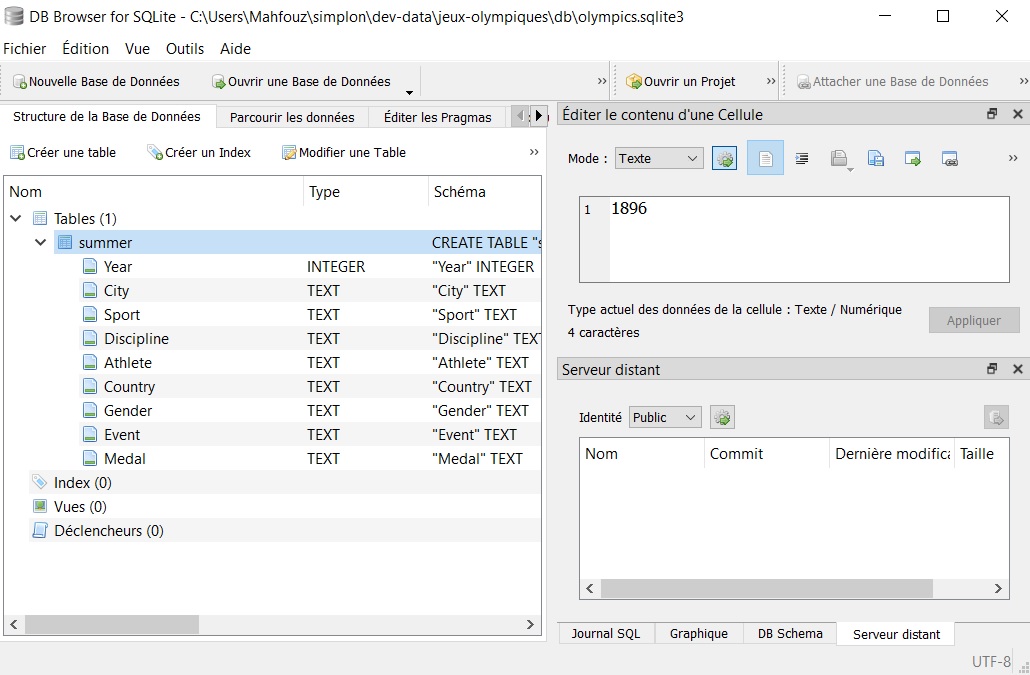 DB Browser for SQLite - C:\Users\Mahfouz\simplon\dev-data\jeux-olympiques\db\olympics.sqlite3
Fichier Édition Vue Outils Aide
Nouvelle Base de Données Ouvrir une Base de Données » Ouvrir un Projet » Attacher une Base de Données »
Structure de la Base de Données Parcourir les données Éditer les Pragmas
Créer une table Créer un Index Modifier une Table »
Nom Type Schéma
Tables (1)
summer CREATE TABLE "s
Year INTEGER "Year" INTEGER
City TEXT "City" TEXT
Sport TEXT "Sport" TEXT
Discipline TEXT "Discipline" TEXT
Athlete TEXT "Athlete" TEXT
Country TEXT "Country" TEXT
Gender TEXT "Gender" TEXT
Event TEXT "Event" TEXT
Medal TEXT "Medal" TEXT
Index (0)
Vues (0)
Déclencheurs (0)
Éditer le contenu d'une Cellule
Mode : Texte »
1 1896
Type actuel des données de la cellule : Texte / Numérique
4 caractères
Appliquer
Serveur distant
Identité Public
Nom Commit Dernière modifica Taille
Journal SQL Graphique DB Schema Serveur distant
UTF-8